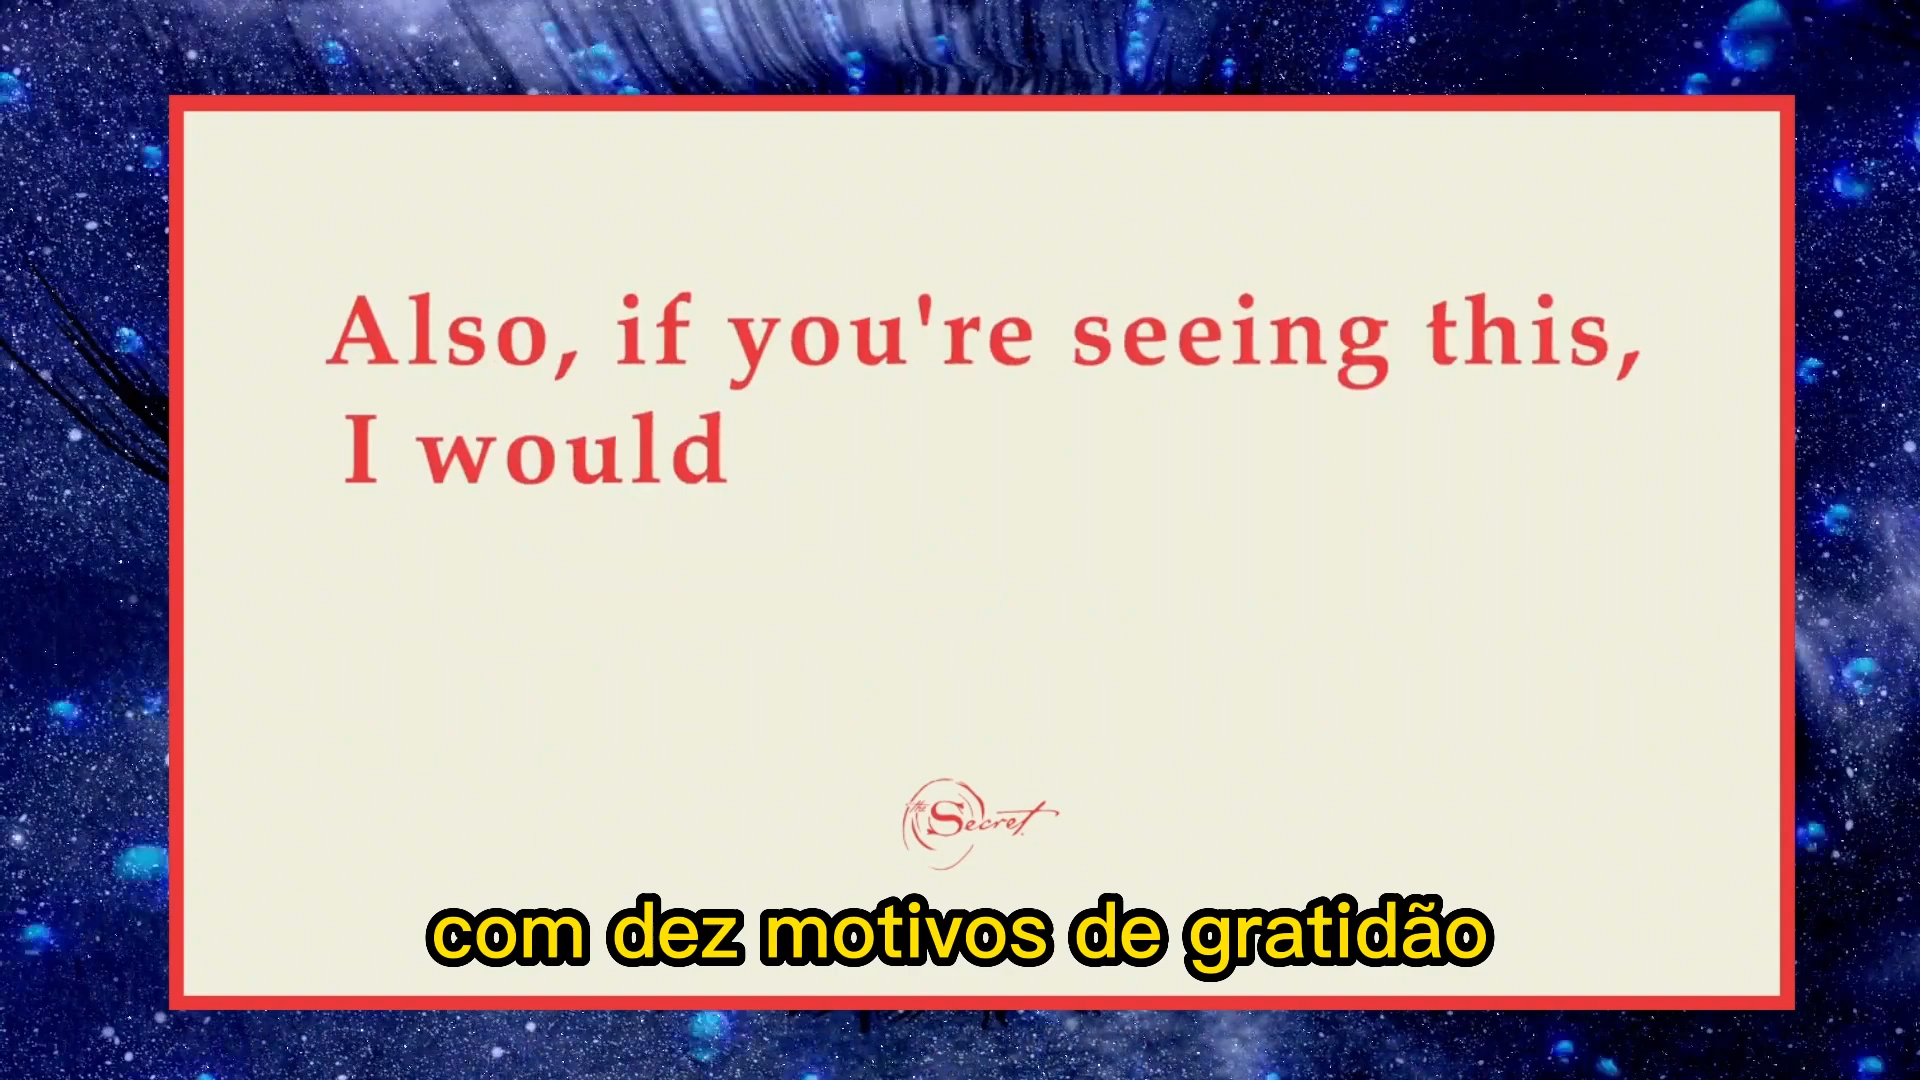 Also, if you're seeing this,
I would
the Secret
com dez motivos de gratidão